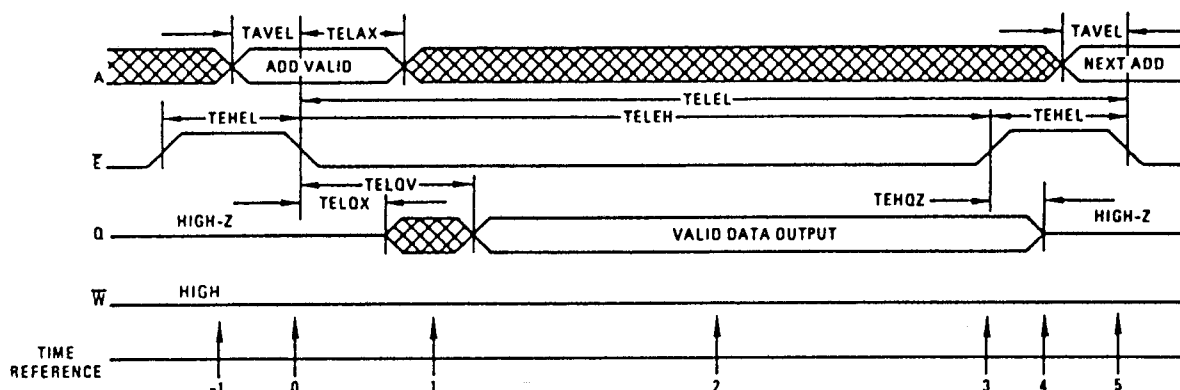 TAVEL TELAX TAVEL
A ADD VALID NEXT ADD
TELEL
TEHEL TELEH TEHEL
E
TELQV
TELQX TEHQZ
Q HIGH-Z VALID DATA OUTPUT HIGH-Z
W HIGH
TIME
REFERENCE
-1 0 1 2 3 4 5